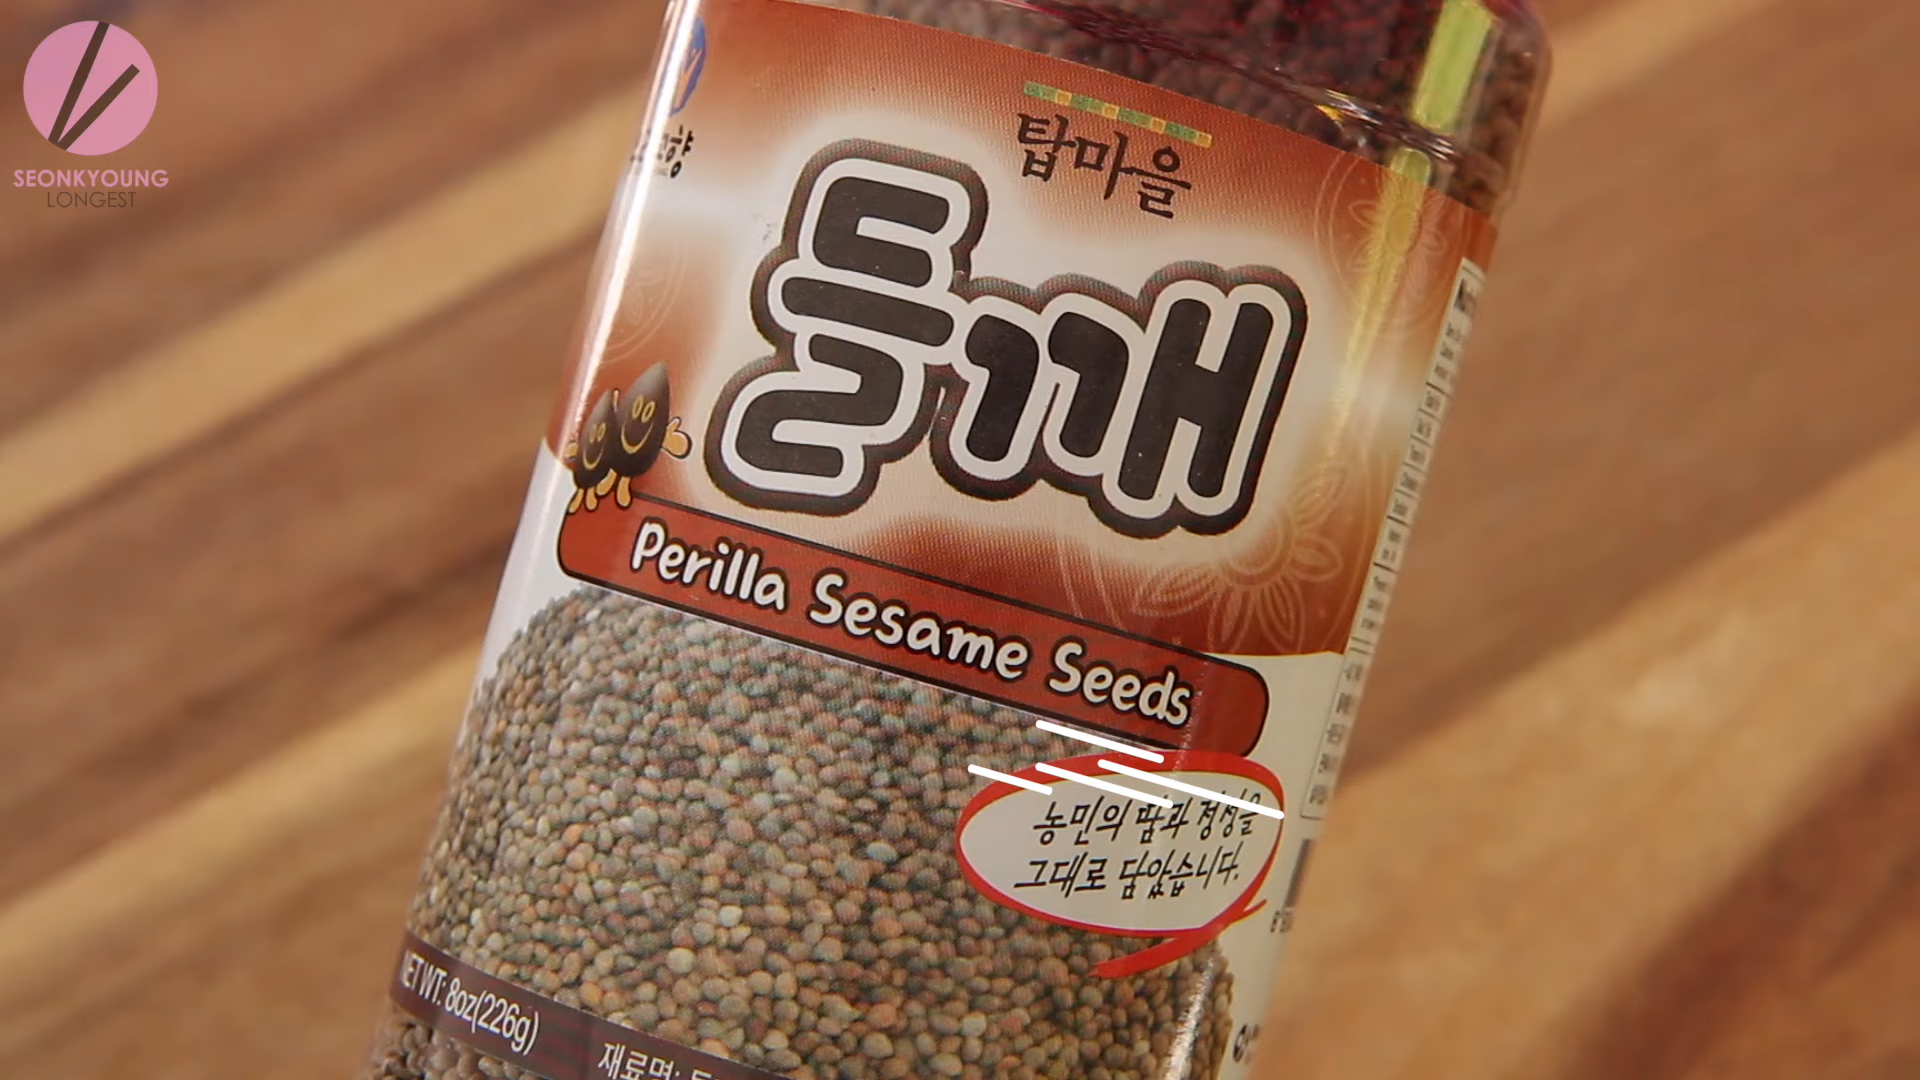 SEONKYOUNG
LONGEST
탑마을
들깨
Perilla Sesame Seeds
농민의 땀과 정성을
그대로 담았습니다.
NET WT: 8oz(226g)
재료명: